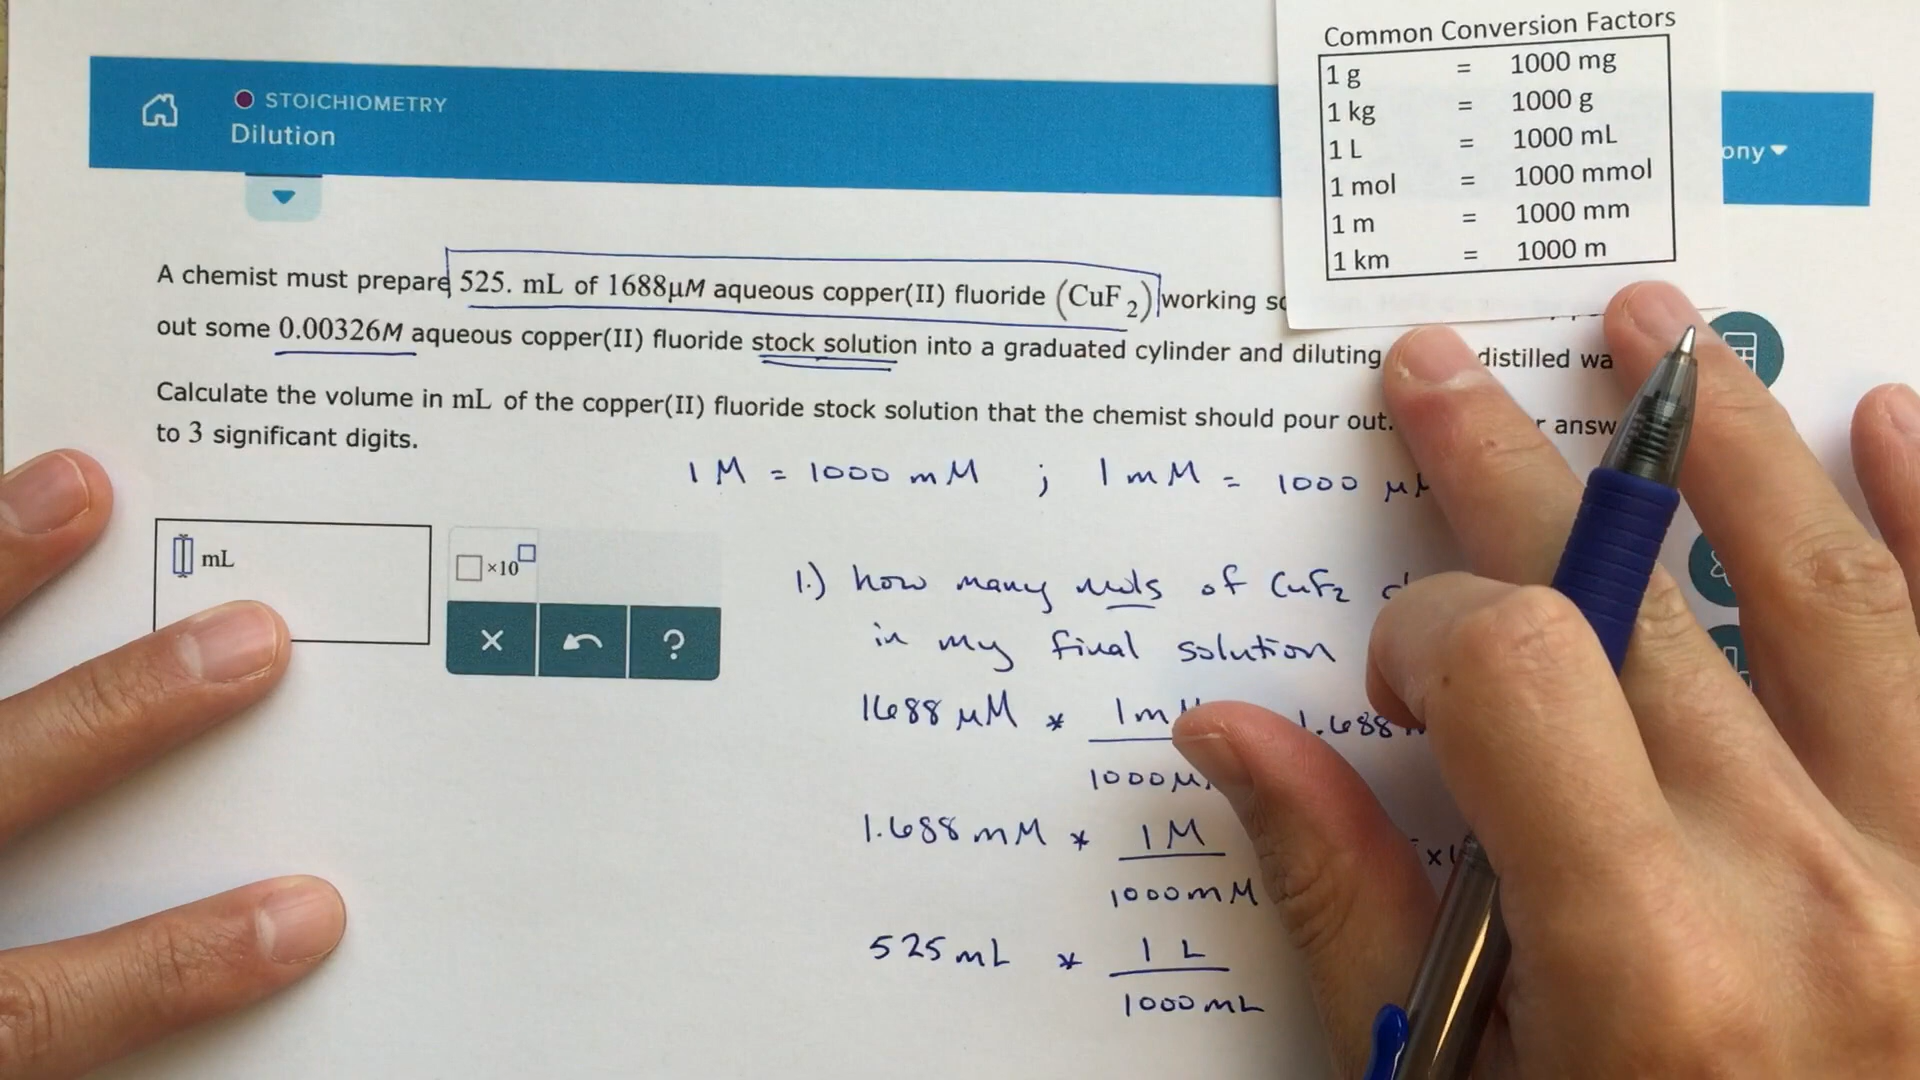 Common Conversion Factors
1 g = 1000 mg
1 kg = 1000 g
1 L = 1000 mL
1 mol = 1000 mmol
1 m = 1000 mm
1 km = 1000 m
STOICHIOMETRY
Dilution
ony
A chemist must prepare 525. mL of 1688μM aqueous copper(II) fluoride (CuF2) working
out some 0.00326M aqueous copper(II) fluoride stock solution into a graduated cylinder and diluting distilled
Calculate the volume in mL of the copper(II) fluoride stock solution that the chemist should pour out.
to 3 significant digits.
1 M = 1000 mM ; 1 mM = 1000
mL
×10
X ?
1.) how many mols of CuF2
in my final solution
1688 μM * 1m 1.688
1000μ
1.688 mM * 1 M
1000 mM
525 mL * 1 L
1000 mL